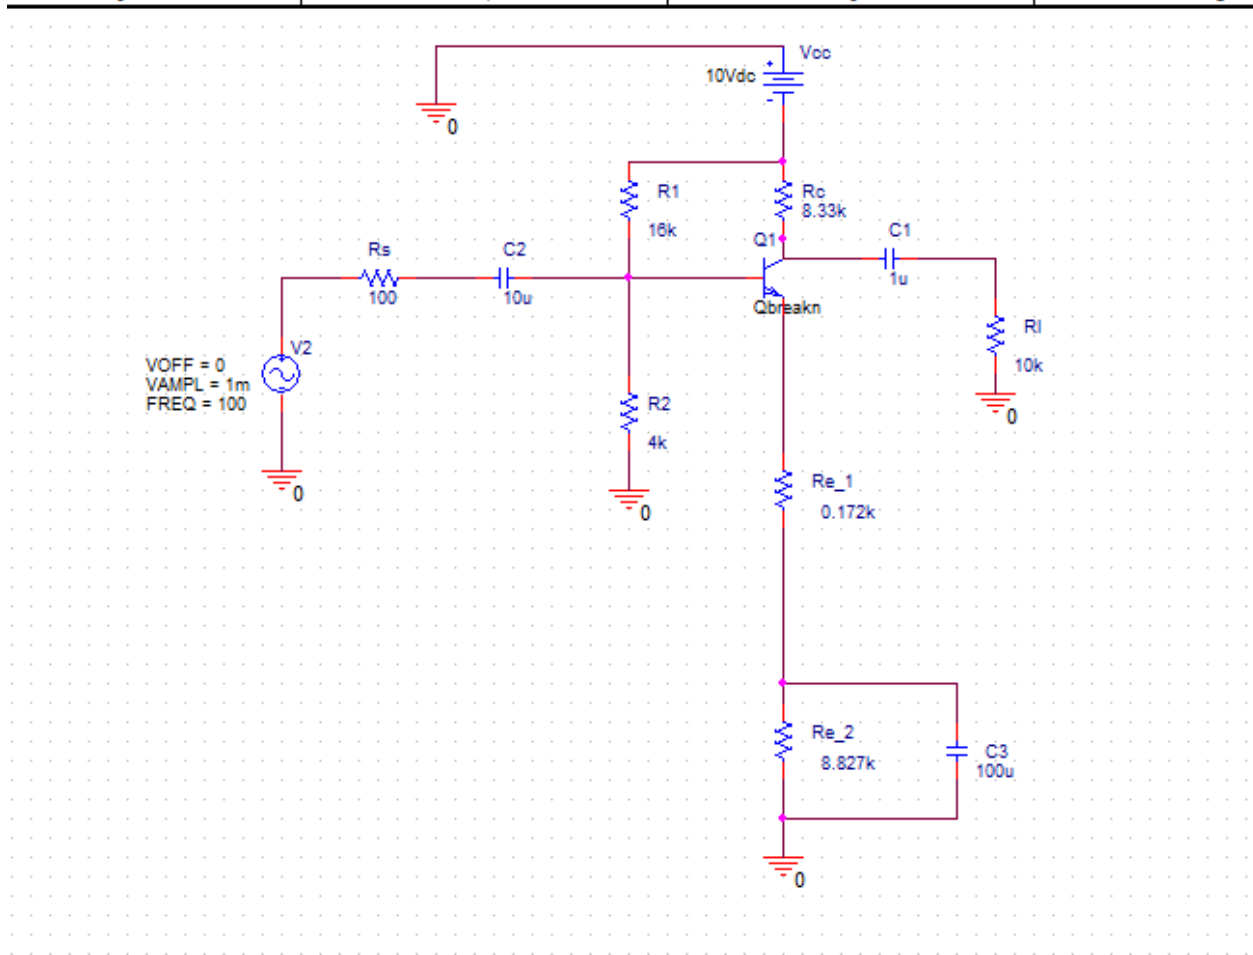 Vcc
10Vdc
+
-
0
R1
16k
Rc
8.33k
Q1
Qbreakn
C1
1u
Rs
100
C2
10u
Rl
10k
0
V2
VOFF = 0
VAMPL = 1m
FREQ = 100
0
R2
4k
0
Re_1
0.172k
Re_2
8.827k
C3
100u
0